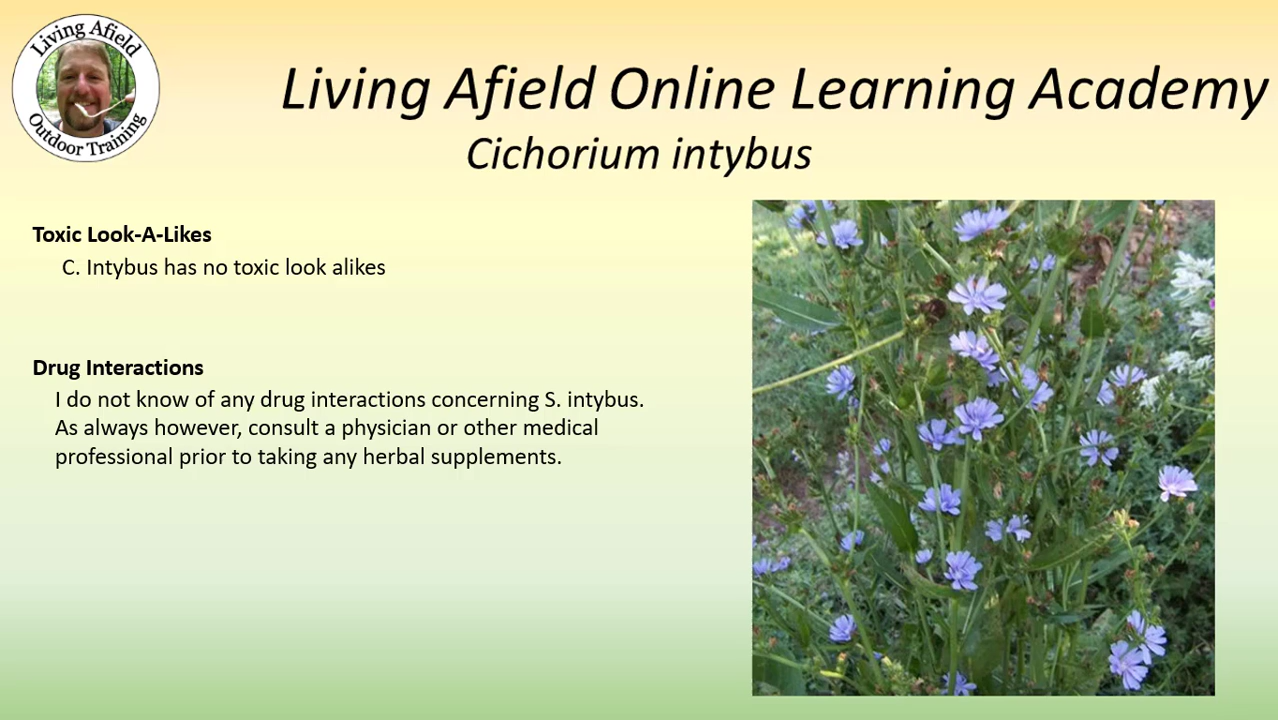 Living Afield
Outdoor Training
Living Afield Online Learning Academy
Cichorium intybus
Toxic Look-A-Likes
C. Intybus has no toxic look alikes
Drug Interactions
I do not know of any drug interactions concerning S. intybus.
As always however, consult a physician or other medical
professional prior to taking any herbal supplements.